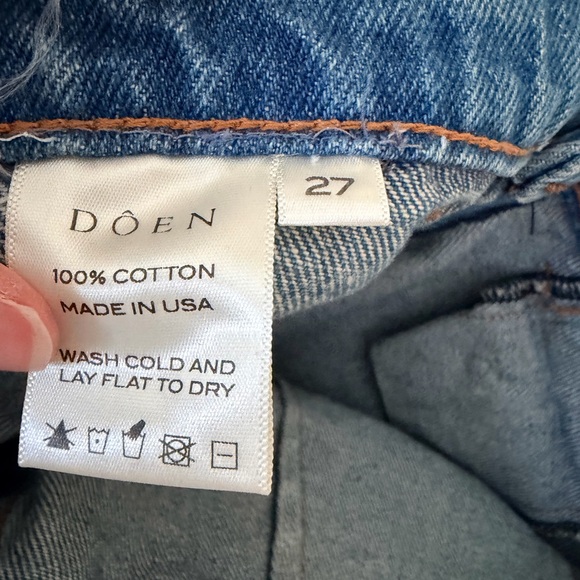 DÔEN
27
100% COTTON
MADE IN USA
WASH COLD AND
LAY FLAT TO DRY